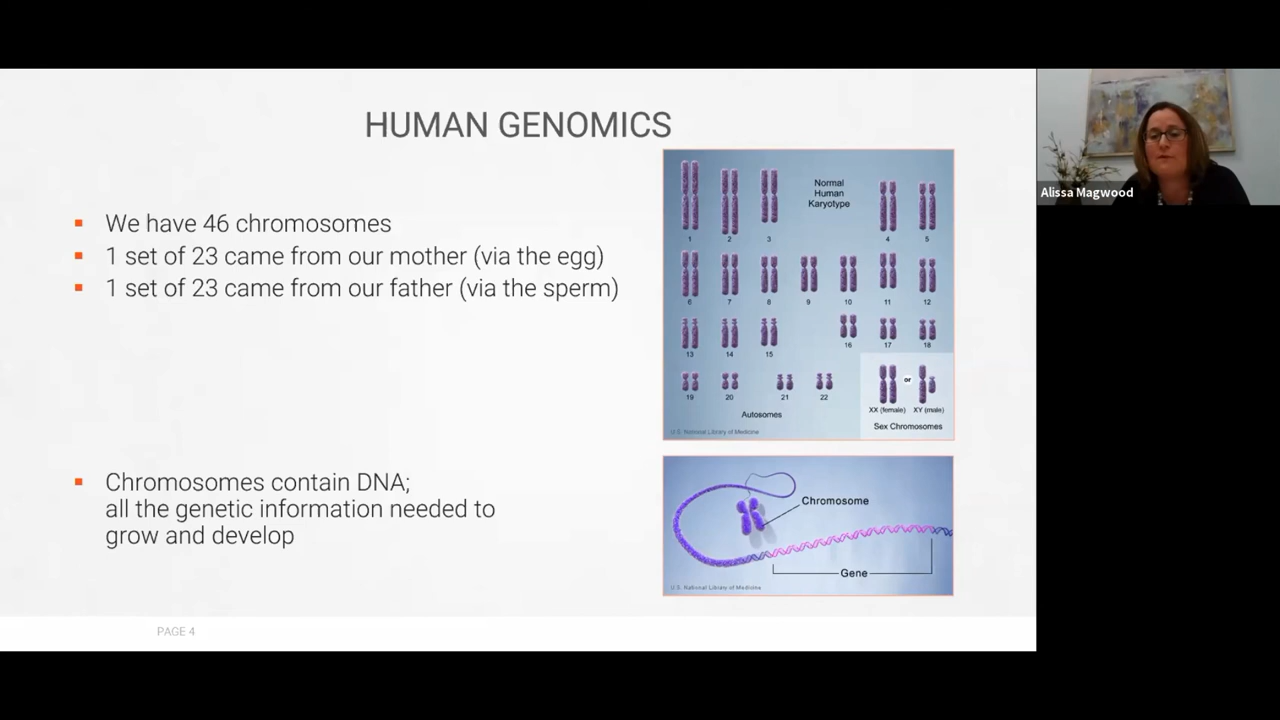 HUMAN GENOMICS
We have 46 chromosomes
1 set of 23 came from our mother (via the egg)
1 set of 23 came from our father (via the sperm)
Chromosomes contain DNA;
all the genetic information needed to
grow and develop
PAGE 4
Normal
Human
Karyotype
1 2 3 4 5
6 7 8 9 10 11 12
13 14 15 16 17 18
19 20 21 22
or
XX (female) XY (male)
Autosomes
Sex Chromosomes
U.S. National Library of Medicine
Chromosome
Gene
U.S. National Library of Medicine
Alissa Magwood